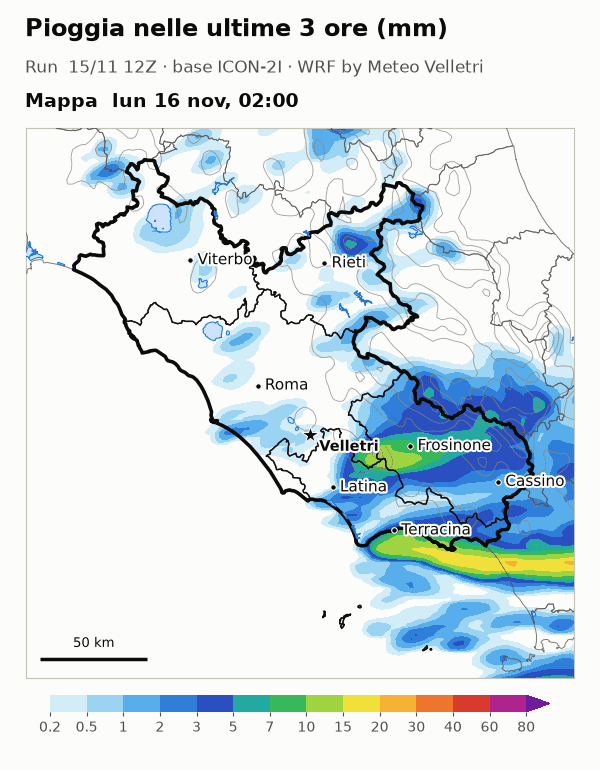 Pioggia nelle ultime 3 ore (mm)
Run  15/11 12Z · base ICON-2I · WRF by Meteo Velletri
Mappa  lun 16 nov, 02:00
Viterbo
Rieti
Roma
Velletri
Frosinone
Latina
Cassino
Terracina
50 km
0.2 0.5 1 2 3 5 7 10 15 20 30 40 60 80